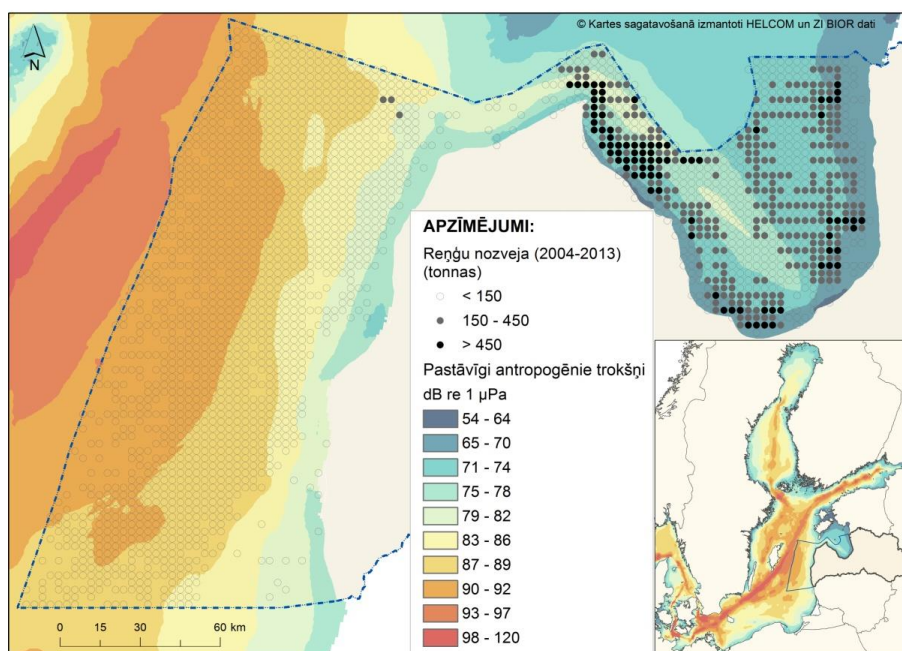 © Kartes sagatavošanā izmantoti HELCOM un ZI BIOR dati
N
APZĪMĒJUMI:
Reņģu nozveja (2004-2013)
(tonnas)
< 150
150 - 450
> 450
Pastāvīgi antropogēnie trokšņi
dB re 1 µPa
54 - 64
65 - 70
71 - 74
75 - 78
79 - 82
83 - 86
87 - 89
90 - 92
93 - 97
98 - 120
0 15 30 60 km